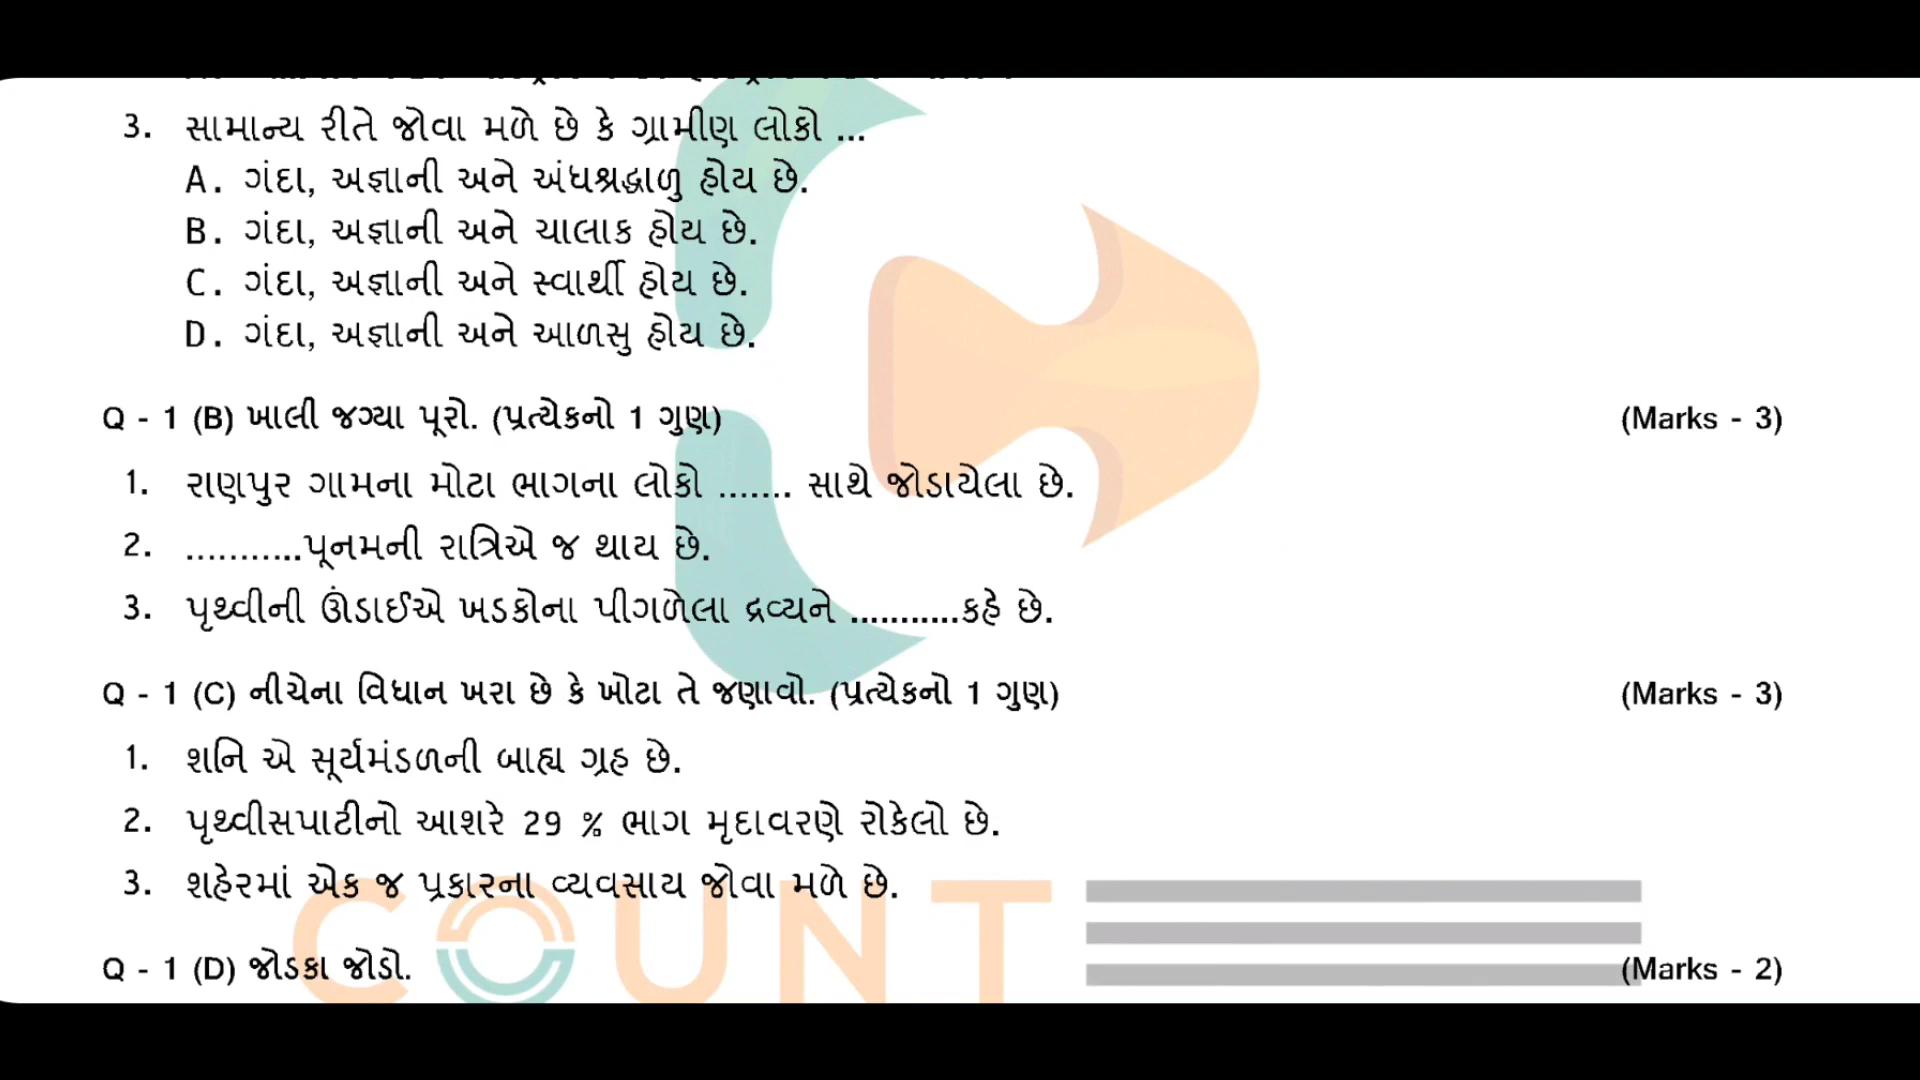 3. સામાન્ય રીતે જોવા મળે છે કે ગ્રામીણ લોકો ...
A. ગંદા, અજ્ઞાની અને અંધશ્રદ્ધાળુ હોય છે.
B. ગંદા, અજ્ઞાની અને ચાલાક હોય છે.
C. ગંદા, અજ્ઞાની અને સ્વાર્થી હોય છે.
D. ગંદા, અજ્ઞાની અને આળસુ હોય છે.
Q - 1 (B) ખાલી જગ્યા પૂરો. (પ્રત્યેકનો 1 ગુણ) (Marks - 3)
1. રાણપુર ગામના મોટા ભાગના લોકો ....... સાથે જોડાયેલા છે.
2. ...........પૂનમની રાત્રિએ જ થાય છે.
3. પૃથ્વીની ઊંડાઈએ ખડકોના પીગળેલા દ્રવ્યને ...........કહે છે.
Q - 1 (C) નીચેના વિધાન ખરા છે કે ખોટા તે જણાવો. (પ્રત્યેકનો 1 ગુણ) (Marks - 3)
1. શનિ એ સૂર્યમંડળની બાહ્ય ગ્રહ છે.
2. પૃથ્વીસપાટીનો આશરે 29 % ભાગ મૃદાવરણે રોકેલો છે.
3. શહેરમાં એક જ પ્રકારના વ્યવસાય જોવા મળે છે.
COUNT
Q - 1 (D) જોડકા જોડો. (Marks - 2)